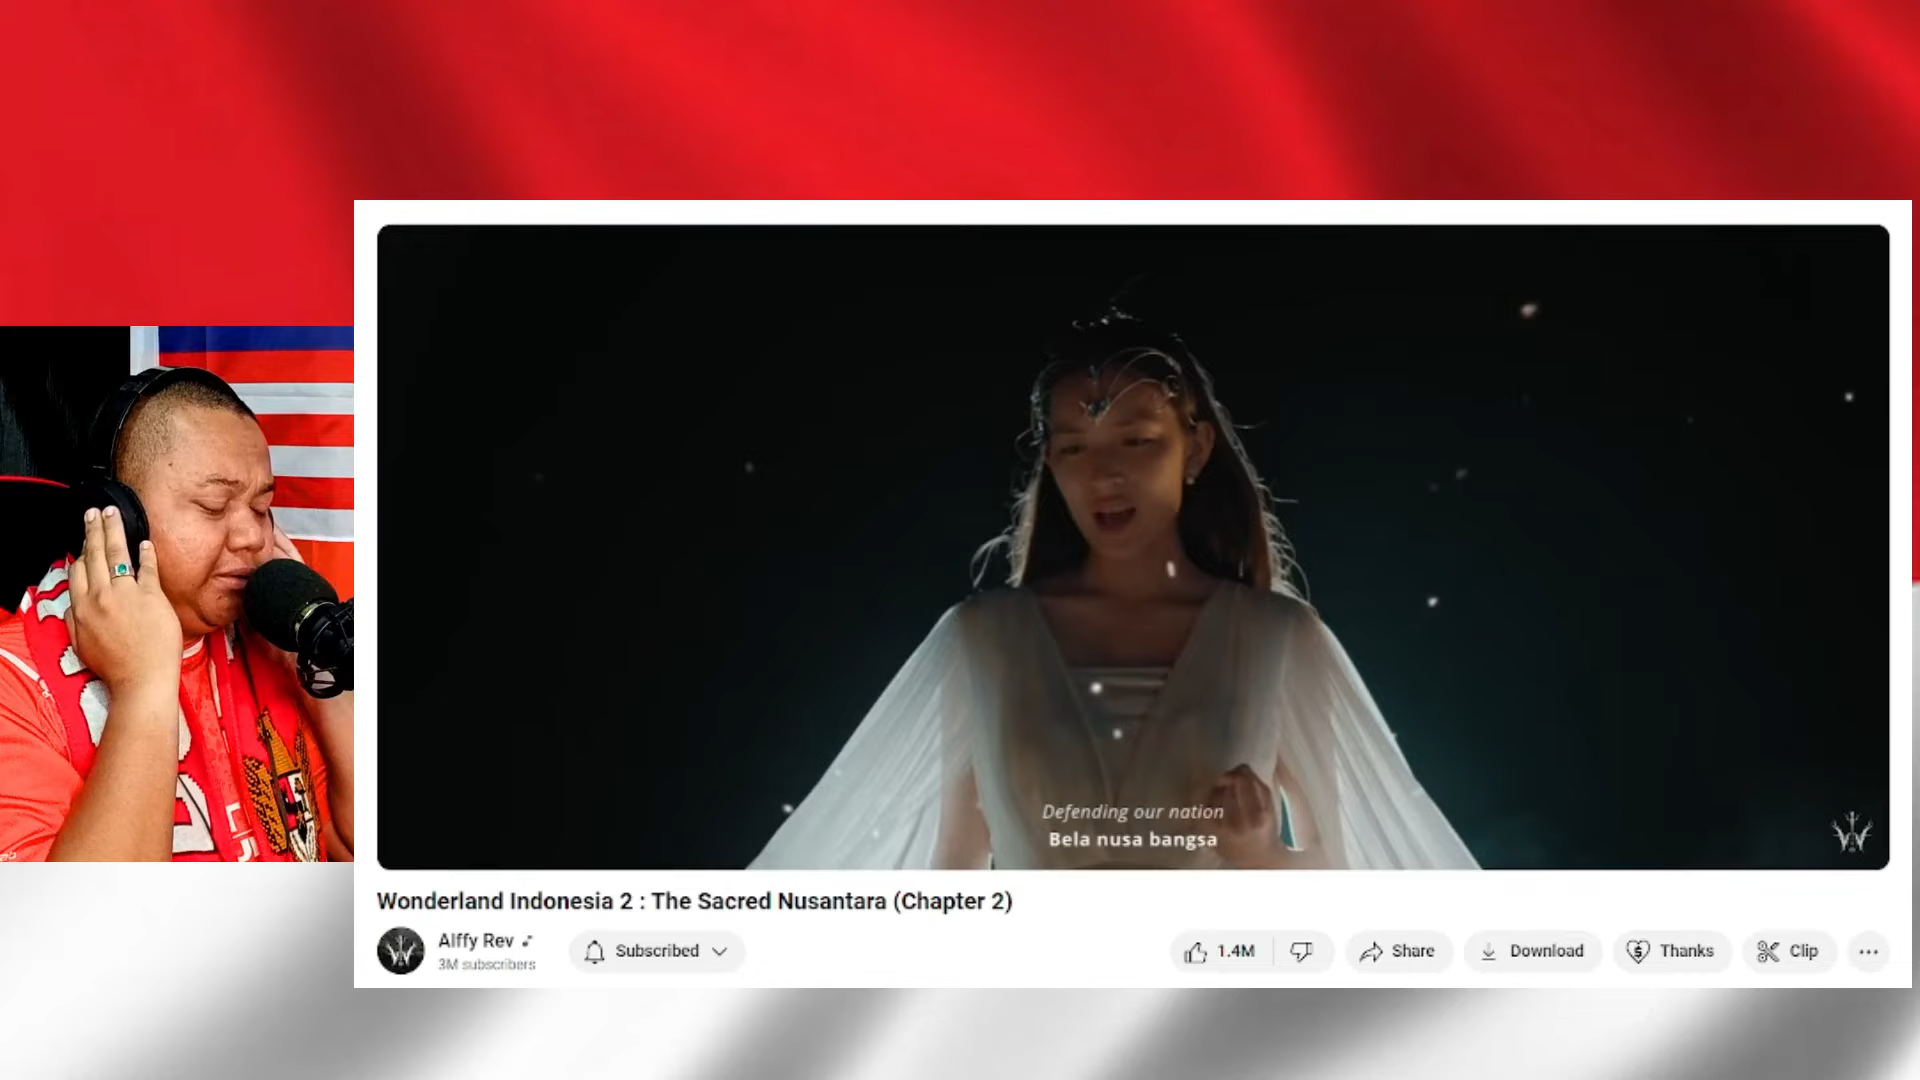 Defending our nation
Bela nusa bangsa
Wonderland Indonesia 2 : The Sacred Nusantara (Chapter 2)
Alffy Rev
3M subscribers
Subscribed
1.4M
Share
Download
Thanks
Clip